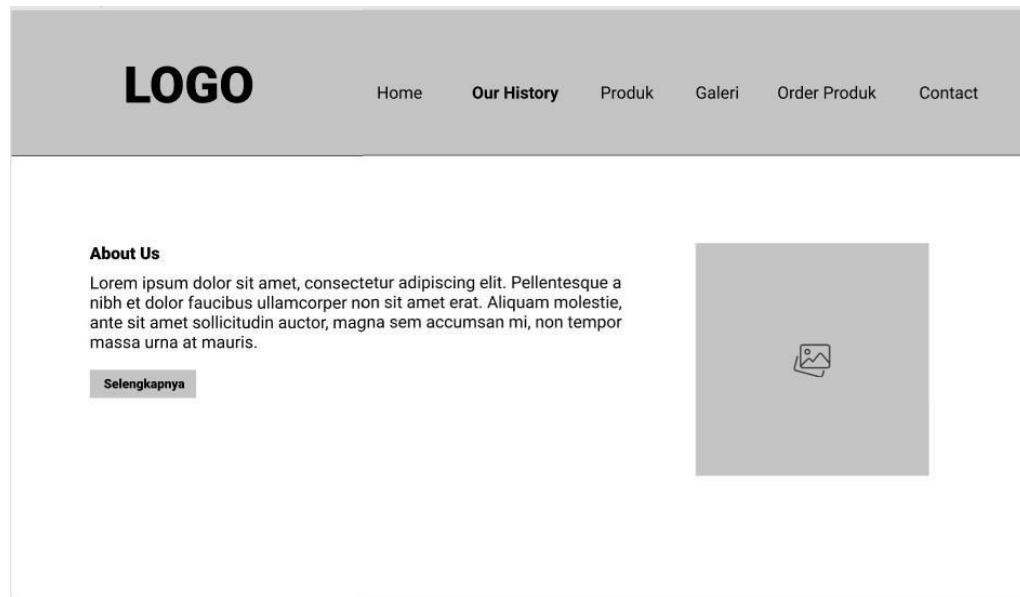 LOGO
Home Our History Produk Galeri Order Produk Contact
About Us
Lorem ipsum dolor sit amet, consectetur adipiscing elit. Pellentesque a
nibh et dolor faucibus ullamcorper non sit amet erat. Aliquam molestie,
ante sit amet sollicitudin auctor, magna sem accumsan mi, non tempor
massa urna at mauris.
Selengkapnya